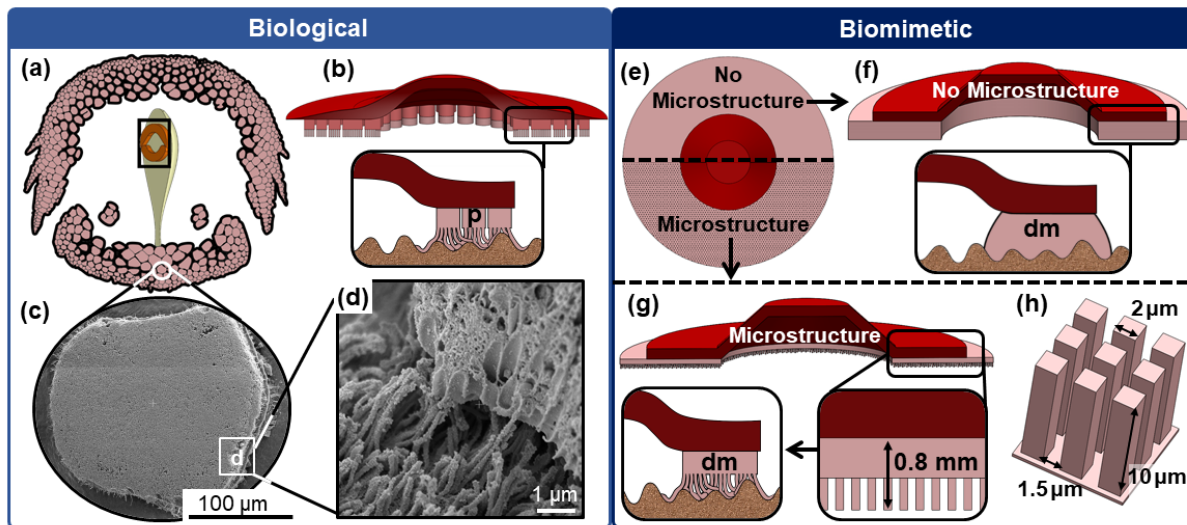 Biological
(a)
(b)
p
(c)
d
100 µm
(d)
1 µm
Biomimetic
(e)
No
Microstructure
Microstructure
(f)
No Microstructure
dm
(g)
Microstructure
dm
0.8 mm
(h)
2 µm
1.5 µm
10 µm